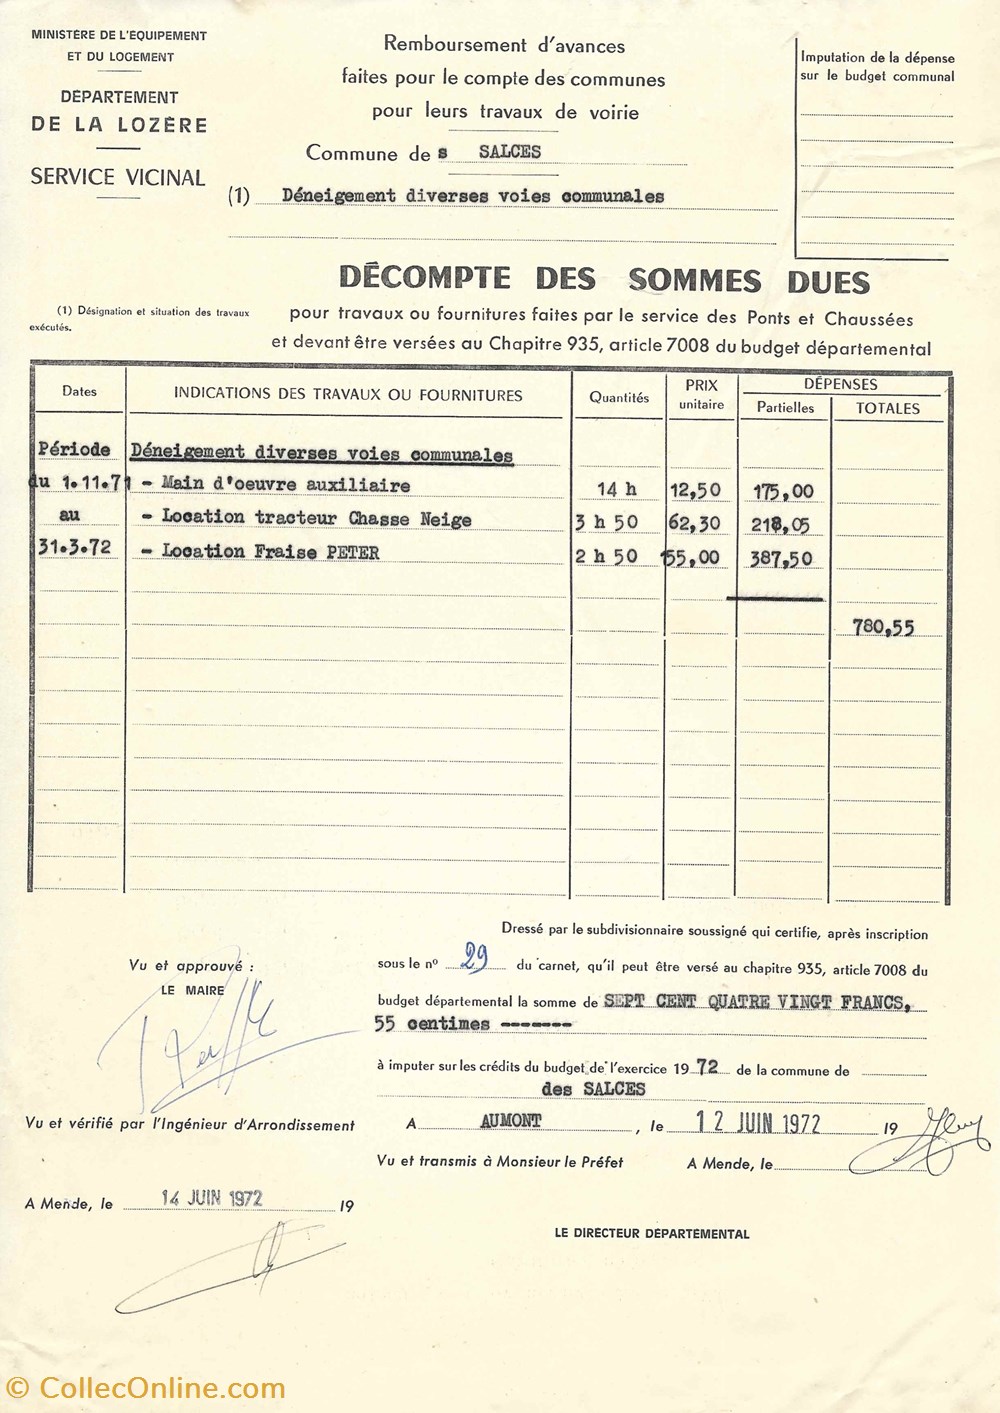 MINISTÈRE DE L'ÉQUIPEMENT
ET DU LOGEMENT
DÉPARTEMENT
DE LA LOZÈRE
SERVICE VICINAL
Remboursement d'avances
faites pour le compte des communes
pour leurs travaux de voirie
Commune de s SALCES
(1) Déneigement diverses voies communales
Imputation de la dépense
sur le budget communal
DÉCOMPTE DES SOMMES DUES
(1) Désignation et situation des travaux
exécutés.
pour travaux ou fournitures faites par le service des Ponts et Chaussées
et devant être versées au Chapitre 935, article 7008 du budget départemental
Dates INDICATIONS DES TRAVAUX OU FOURNITURES Quantités PRIX unitaire DÉPENSES
Partielles TOTALES
Période Déneigement diverses voies communales
du 1.11.71 - Main d'oeuvre auxiliaire 14 h 12,50 175,00
au - Location tracteur Chasse Neige 3 h 50 62,30 218,05
31.3.72 - Location Fraise PETER 2 h 50 155,00 387,50
780,55
Dressé par le subdivisionnaire soussigné qui certifie, après inscription
sous le nº 29 du carnet, qu'il peut être versé au chapitre 935, article 7008 du
budget départemental la somme de SEPT CENT QUATRE VINGT FRANCS,
55 centimes -------
à imputer sur les crédits du budget de l'exercice 1972 de la commune de
des SALCES
A AUMONT, le 12 JUIN 1972 19
Vu et approuvé :
LE MAIRE
Vu et vérifié par l'Ingénieur d'Arrondissement
A Mende, le 14 JUIN 1972 19
Vu et transmis à Monsieur le Préfet A Mende, le
LE DIRECTEUR DÉPARTEMENTAL
© CollecOnline.com